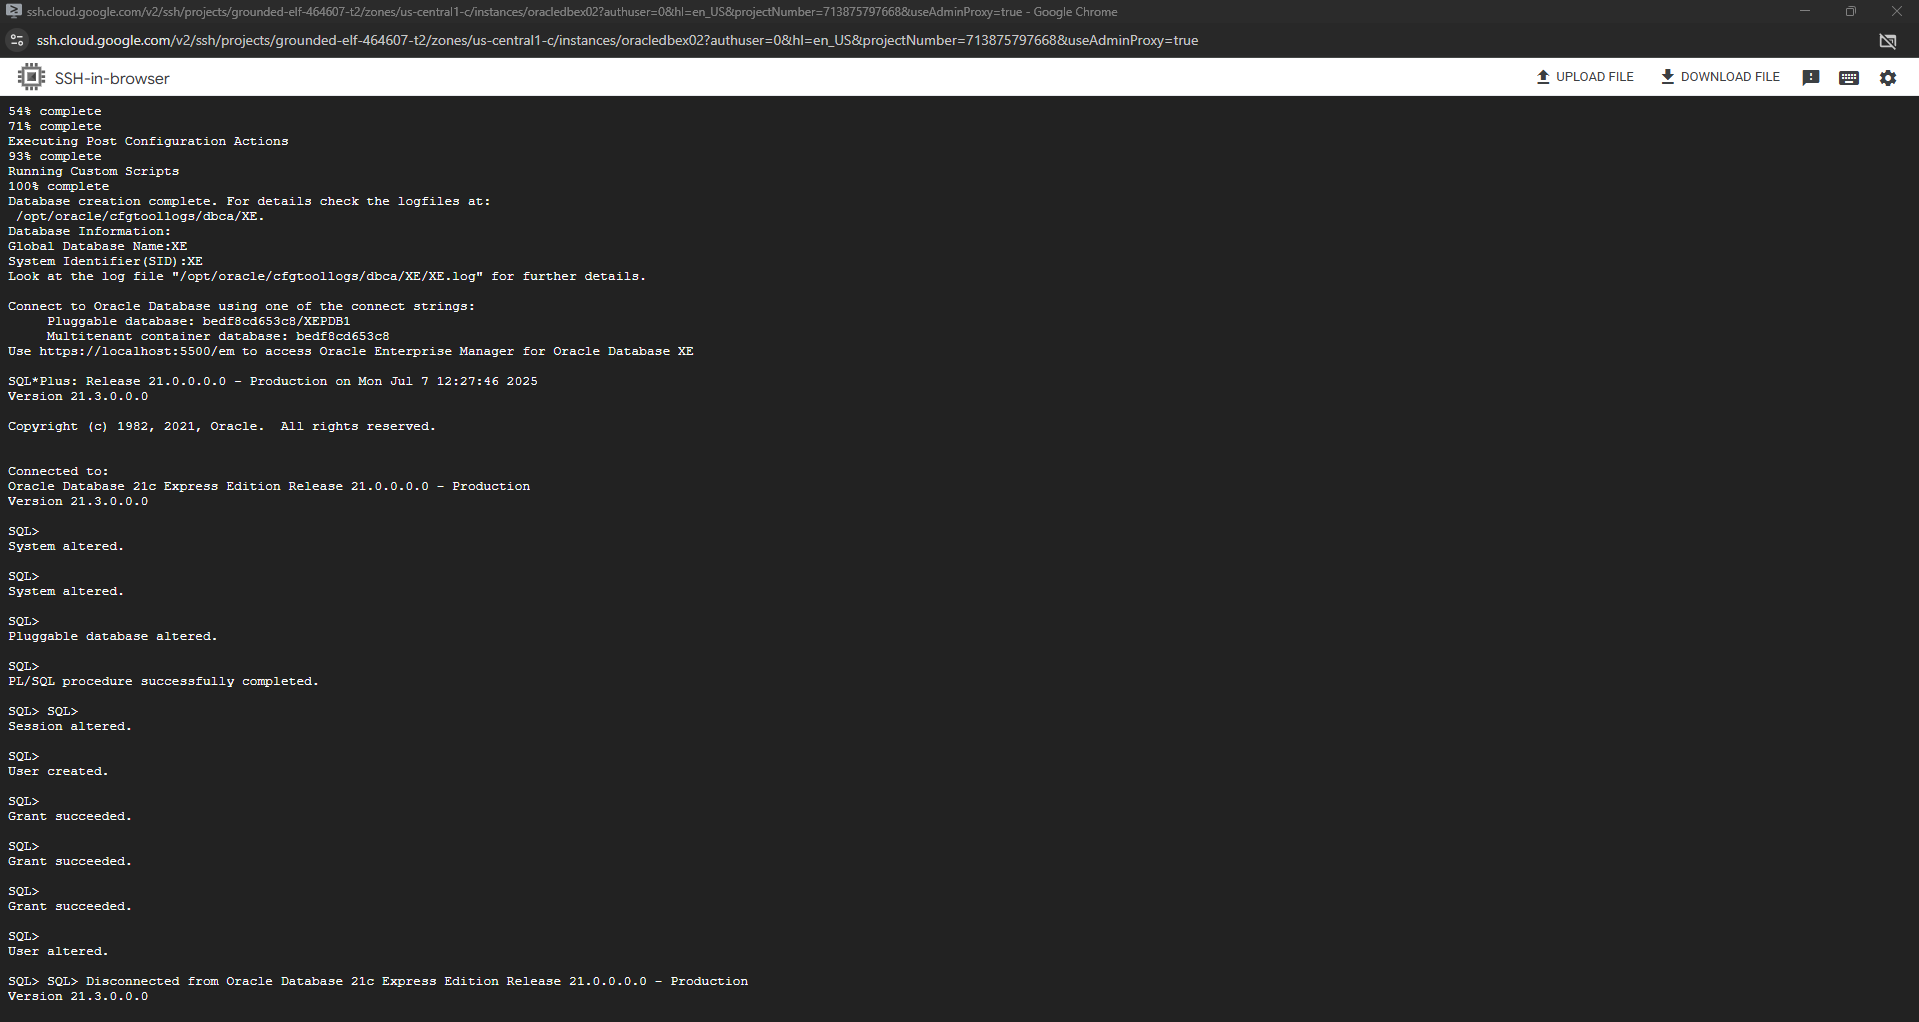 ssh.cloud.google.com/v2/ssh/projects/grounded-elf-464607-t2/zones/us-central1-c/instances/oracledbex02?authuser=0&hl=en_US&projectNumber=713875797668&useAdminProxy=true - Google Chrome
ssh.cloud.google.com/v2/ssh/projects/grounded-elf-464607-t2/zones/us-central1-c/instances/oracledbex02?authuser=0&hl=en_US&projectNumber=713875797668&useAdminProxy=true
SSH-in-browser
UPLOAD FILE
DOWNLOAD FILE
54% complete
71% complete
Executing Post Configuration Actions
93% complete
Running Custom Scripts
100% complete
Database creation complete. For details check the logfiles at:
 /opt/oracle/cfgtoollogs/dbca/XE.
Database Information:
Global Database Name:XE
System Identifier(SID):XE
Look at the log file "/opt/oracle/cfgtoollogs/dbca/XE/XE.log" for further details.
Connect to Oracle Database using one of the connect strings:
     Pluggable database: bedf8cd653c8/XEPDB1
     Multitenant container database: bedf8cd653c8
Use https://localhost:5500/em to access Oracle Enterprise Manager for Oracle Database XE
SQL*Plus: Release 21.0.0.0.0 - Production on Mon Jul 7 12:27:46 2025
Version 21.3.0.0.0
Copyright (c) 1982, 2021, Oracle.  All rights reserved.
Connected to:
Oracle Database 21c Express Edition Release 21.0.0.0.0 - Production
Version 21.3.0.0.0
SQL>
System altered.
SQL>
System altered.
SQL>
Pluggable database altered.
SQL>
PL/SQL procedure successfully completed.
SQL> SQL>
Session altered.
SQL>
User created.
SQL>
Grant succeeded.
SQL>
Grant succeeded.
SQL>
Grant succeeded.
SQL>
User altered.
SQL> SQL> Disconnected from Oracle Database 21c Express Edition Release 21.0.0.0.0 - Production
Version 21.3.0.0.0